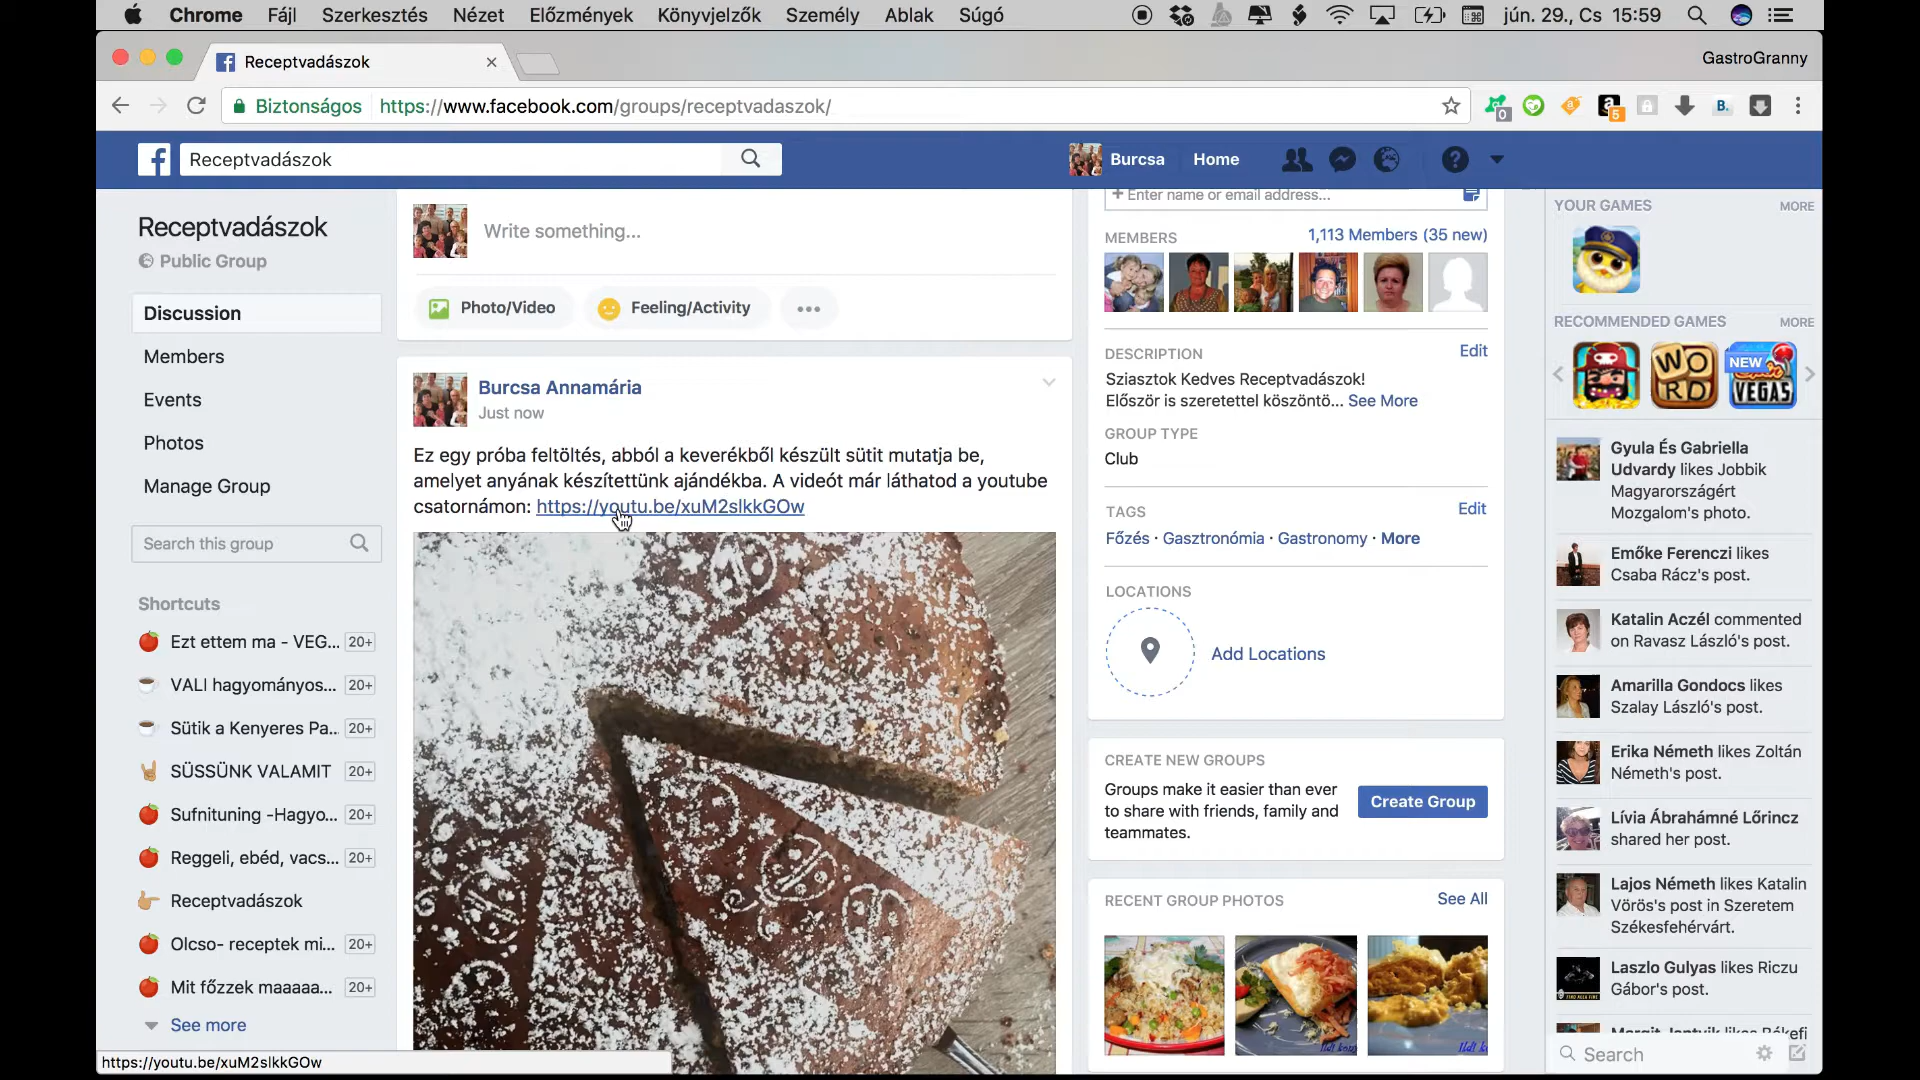 Chrome Fájl Szerkesztés Nézet Előzmények Könyvjelzők Személy Ablak Súgó jún. 29., Cs 15:59
Receptvadászok
GastroGranny
Biztonságos https://www.facebook.com/groups/receptvadaszok/
0
5
B.
Receptvadászok
Burcsa Home
Receptvadászok
Public Group
Discussion
Members
Events
Photos
Manage Group
Search this group
Shortcuts
Ezt ettem ma - VEG... 20+
VALI hagyományos... 20+
Sütik a Kenyeres Pa... 20+
SÜSSÜNK VALAMIT 20+
Sufnituning -Hagyo... 20+
Reggeli, ebéd, vacs... 20+
Receptvadászok
Olcso- receptek mi... 20+
Mit főzzek maaaaa... 20+
See more
https://youtu.be/xuM2slkkGOw
Write something...
Photo/Video Feeling/Activity
Burcsa Annamária
Just now
Ez egy próba feltöltés, abból a keverékből készült sütit mutatja be,
amelyet anyának készítettünk ajándékba. A videót már láthatod a youtube
csatornámon: https://youtu.be/xuM2slkkGOw
+ Enter name or email address...
MEMBERS 1,113 Members (35 new)
DESCRIPTION Edit
Sziasztok Kedves Receptvadászok!
Először is szeretettel köszöntö... See More
GROUP TYPE
Club
TAGS Edit
Főzés · Gasztronómia · Gastronomy · More
LOCATIONS
Add Locations
CREATE NEW GROUPS
Groups make it easier than ever
to share with friends, family and
teammates.
Create Group
RECENT GROUP PHOTOS See All
YOUR GAMES MORE
RECOMMENDED GAMES MORE
WO
RD
NEW
VEGAS
Gyula És Gabriella
Udvardy likes Jobbik
Magyarországért
Mozgalom's photo.
Emőke Ferenczi likes
Csaba Rácz's post.
Katalin Aczél commented
on Ravasz László's post.
Amarilla Gondocs likes
Szalay László's post.
Erika Németh likes Zoltán
Németh's post.
Lívia Ábrahámné Lőrincz
shared her post.
Lajos Németh likes Katalin
Vörös's post in Szeretem
Székesfehérvárt.
Laszlo Gulyas likes Riczu
Gábor's post.
Search